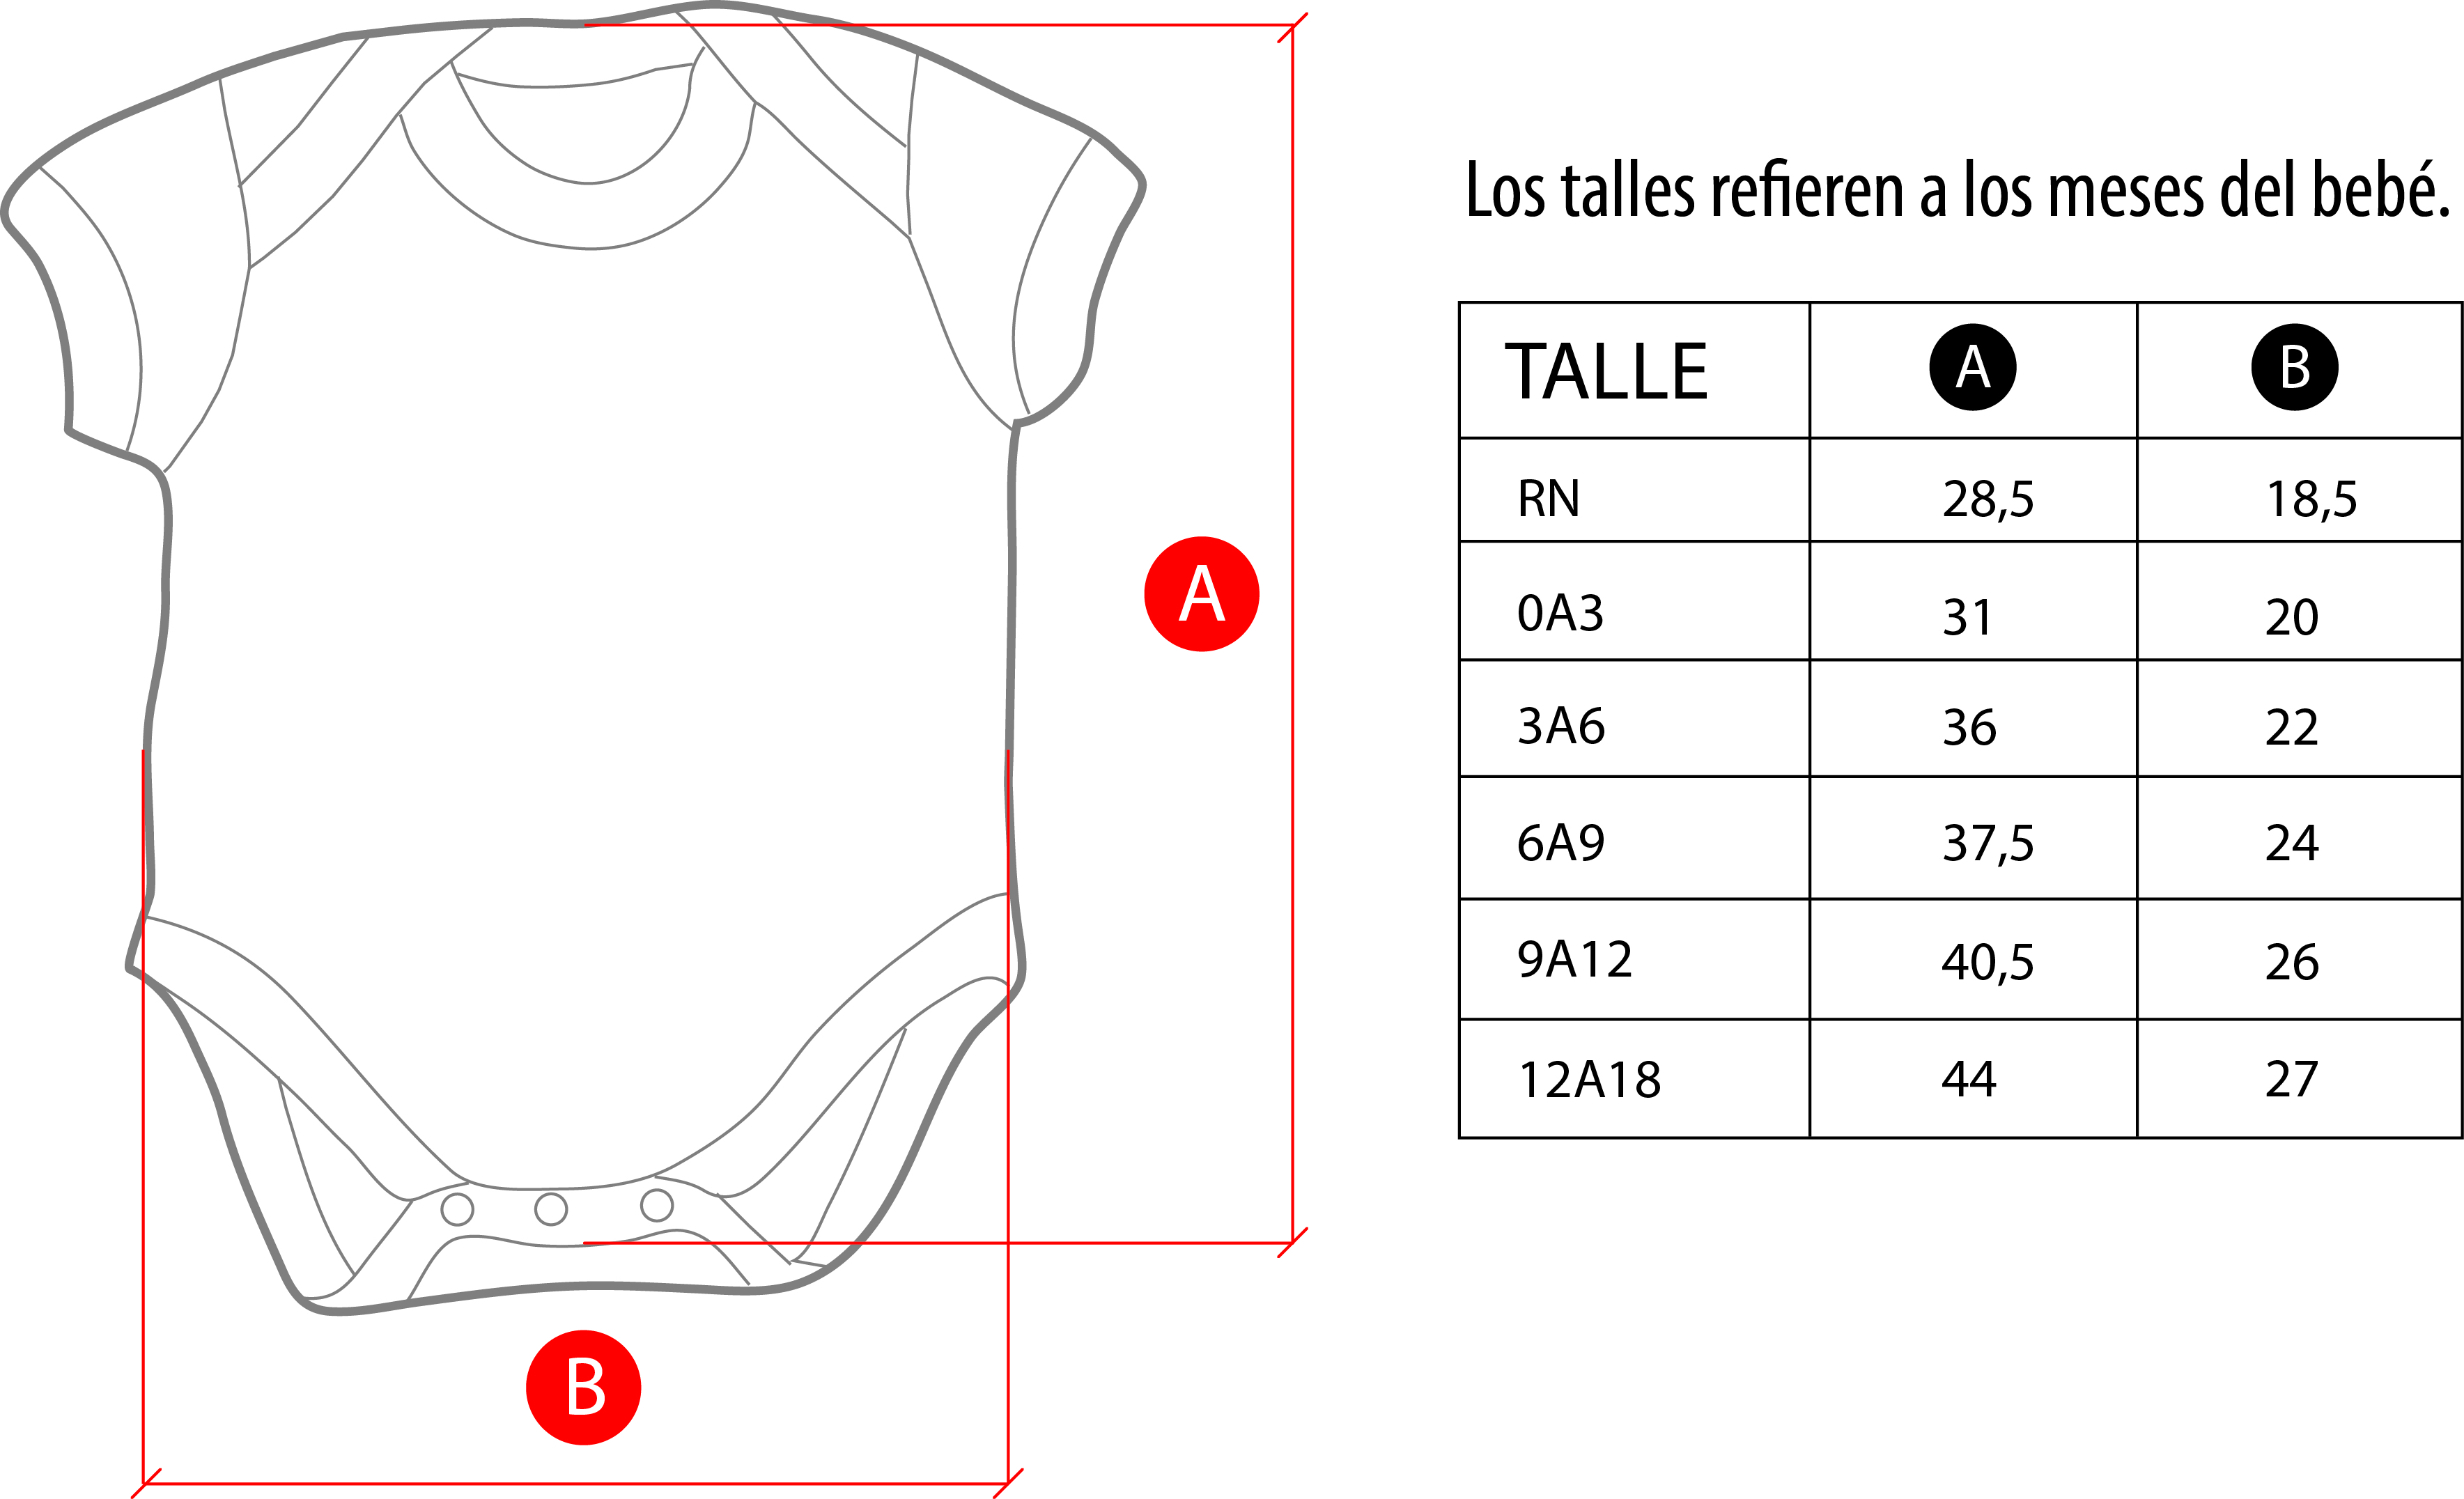 Los talles refieren a los meses del bebé.
TALLE A B
RN 28,5 18,5
0A3 31 20
A
3A6 36 22
6A9 37,5 24
9A12 40,5 26
12A18 44 27
B